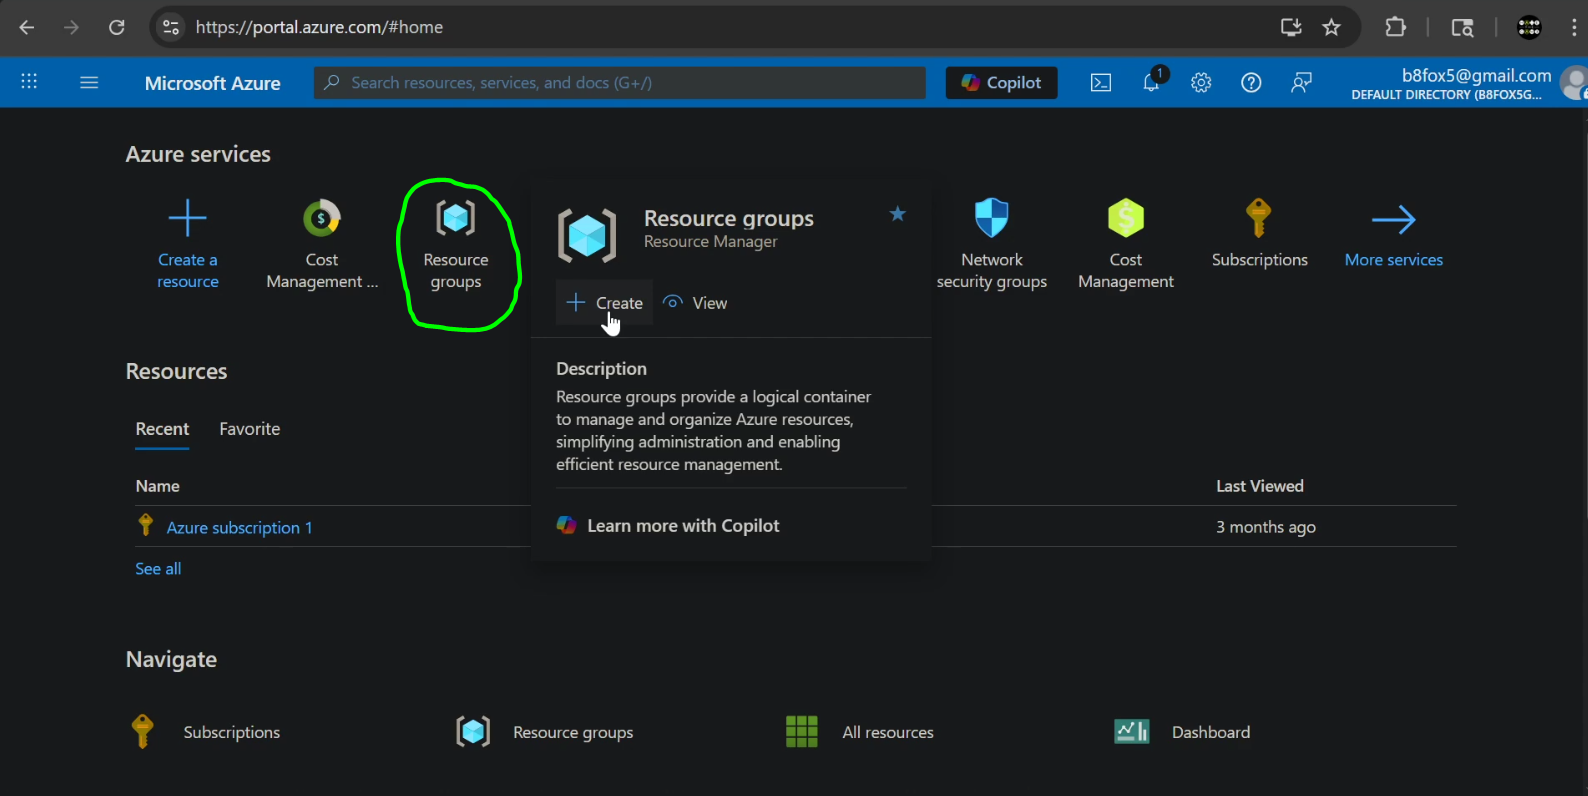 https://portal.azure.com/#home
Microsoft Azure
Search resources, services, and docs (G+/)
Copilot
1
b8fox5@gmail.com
DEFAULT DIRECTORY (B8FOX5G...
Azure services
Create a
resource
Cost
Management ...
Resource
groups
Resource groups
Resource Manager
Create
View
Description
Resource groups provide a logical container
to manage and organize Azure resources,
simplifying administration and enabling
efficient resource management.
Learn more with Copilot
Network
security groups
Cost
Management
Subscriptions
More services
Resources
Recent
Favorite
Name
Last Viewed
Azure subscription 1
3 months ago
See all
Navigate
Subscriptions
Resource groups
All resources
Dashboard